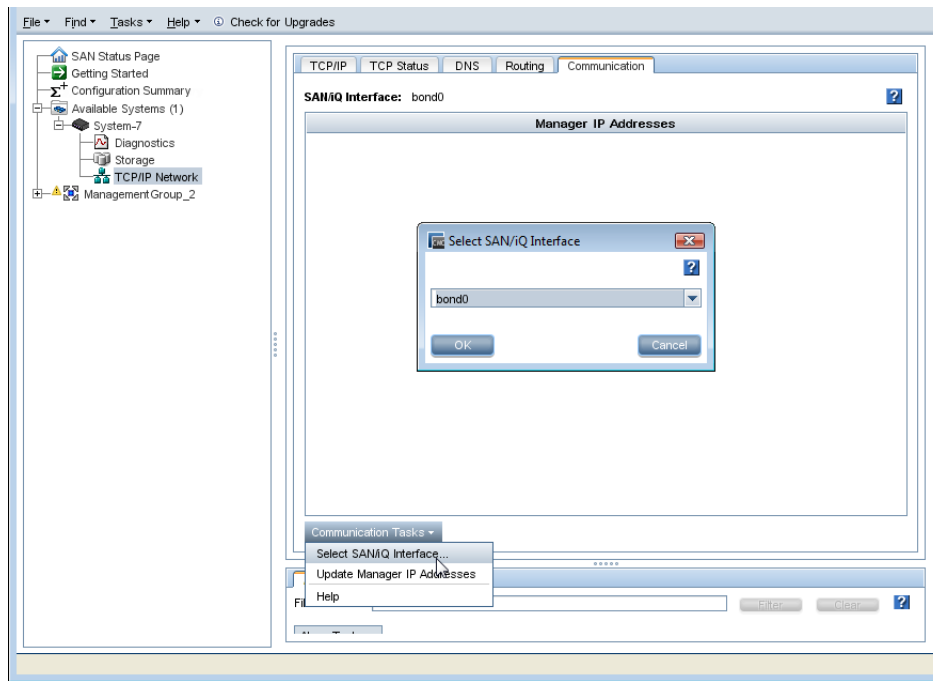 File Find Tasks Help Check for Upgrades
SAN Status Page
Getting Started
Configuration Summary
Available Systems (1)
System-7
Diagnostics
Storage
TCP/IP Network
ManagementGroup_2
TCP/IP TCP Status DNS Routing Communication
SAN/iQ Interface: bond0
Manager IP Addresses
Select SAN/iQ Interface
bond0
OK Cancel
Communication Tasks
Select SAN/iQ Interface...
Update Manager IP Addresses
Help
Filter Clear